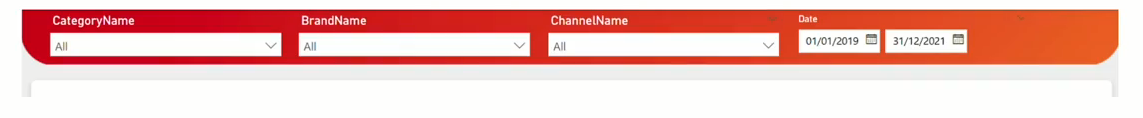 CategoryName BrandName ChannelName Date
All All All 01/01/2019 31/12/2021